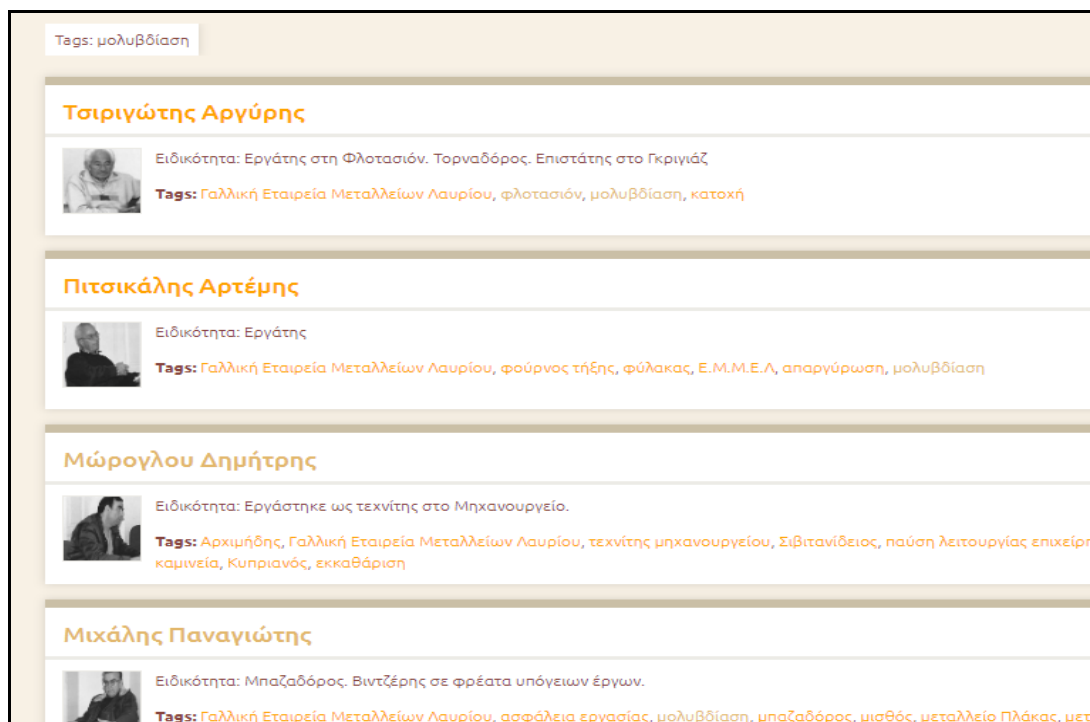 Tags: μολυβδίαση
Τσιριγώτης Αργύρης
Ειδικότητα: Εργάτης στη Φλοτασιόν. Τορναδόρος. Επιστάτης στο Γκριγιάζ
Tags: Γαλλική Εταιρεία Μεταλλείων Λαυρίου, φλοτασιόν, μολυβδίαση, κατοχή
Πιτσικάλης Αρτέμης
Ειδικότητα: Εργάτης
Tags: Γαλλική Εταιρεία Μεταλλείων Λαυρίου, φούρνος τήξης, φύλακας, Ε.Μ.Μ.Ε.Λ, απαργύρωση, μολυβδίαση
Μώρογλου Δημήτρης
Ειδικότητα: Εργάστηκε ως τεχνίτης στο Μηχανουργείο.
Tags: Αρχιμήδης, Γαλλική Εταιρεία Μεταλλείων Λαυρίου, τεχνίτης μηχανουργείου, Σιβιτανίδειος, παύση λειτουργίας
καμινεία, Κυπριανός, εκκαθάριση
Μιχάλης Παναγιώτης
Ειδικότητα: Μπαζαδόρος. Βιντζέρης σε φρέατα υπόγειων έργων.
Tags: Γαλλική Εταιρεία Μεταλλείων Λαυρίου, ασφάλεια εργασίας, μολυβδίαση, μπαζαδόρος, μισθός, μεταλλείο Πλάκας,